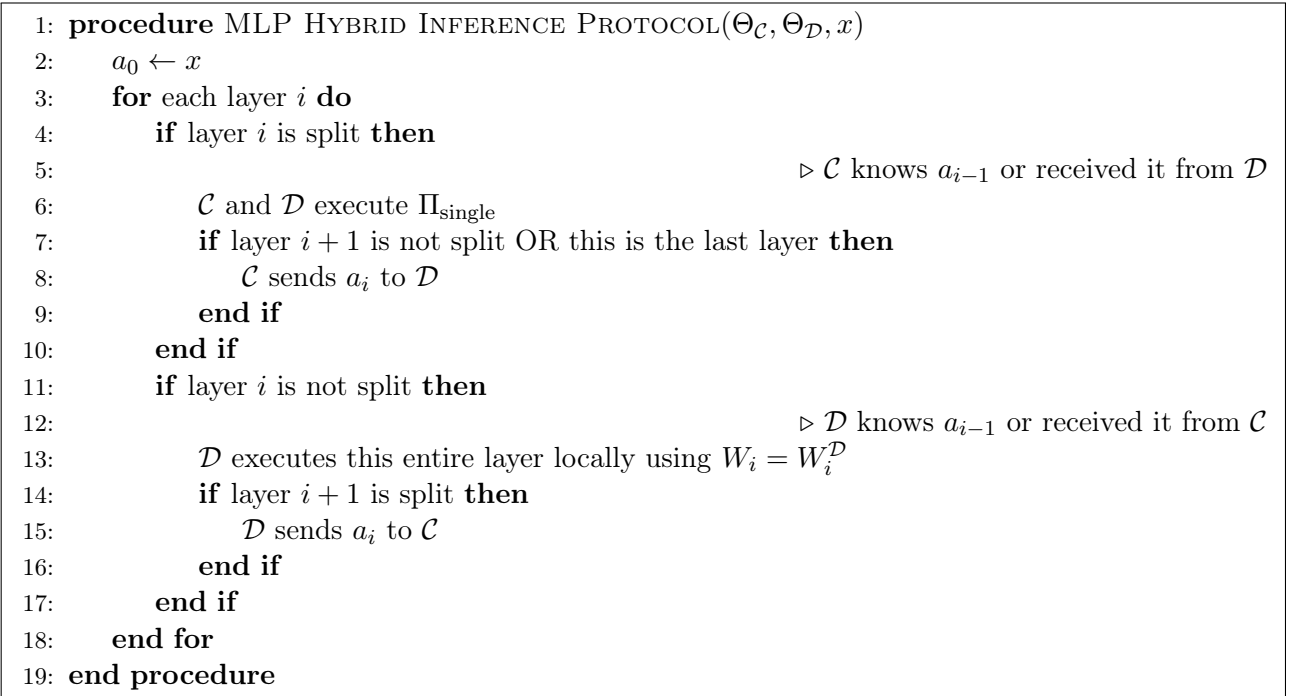 1: procedure MLP HYBRID INFERENCE PROTOCOL(Θ_𝒞, Θ_𝒟, x)
2: a₀ ← x
3: for each layer i do
4: if layer i is split then
5: ▷ 𝒞 knows a_{i−1} or received it from 𝒟
6: 𝒞 and 𝒟 execute Π_single
7: if layer i + 1 is not split OR this is the last layer then
8: 𝒞 sends a_i to 𝒟
9: end if
10: end if
11: if layer i is not split then
12: ▷ 𝒟 knows a_{i−1} or received it from 𝒞
13: 𝒟 executes this entire layer locally using W_i = W_i^𝒟
14: if layer i + 1 is split then
15: 𝒟 sends a_i to 𝒞
16: end if
17: end if
18: end for
19: end procedure